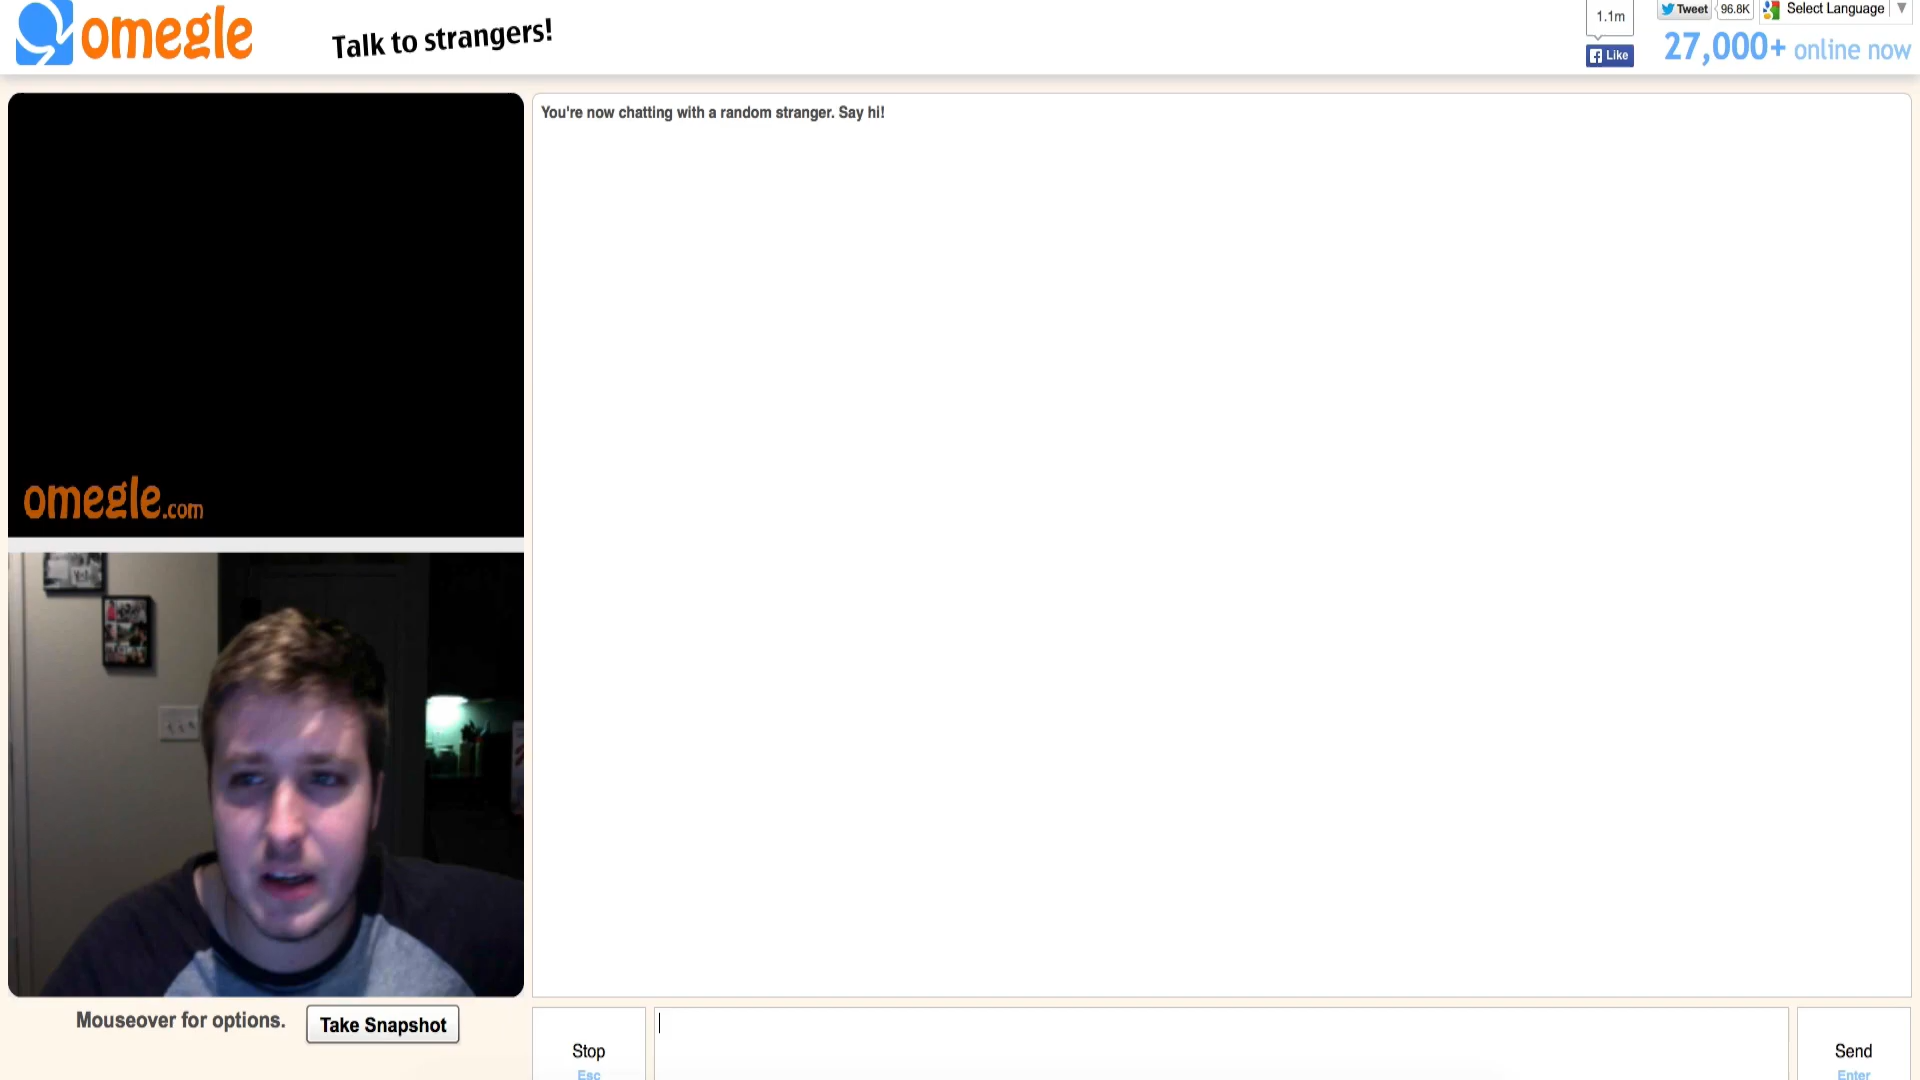 omegle
Talk to strangers!
1.1m
Like
Tweet
96.8K
Select Language
27,000+ online now
You're now chatting with a random stranger. Say hi!
omegle.com
Mouseover for options.
Take Snapshot
Stop
Esc
Send
Enter